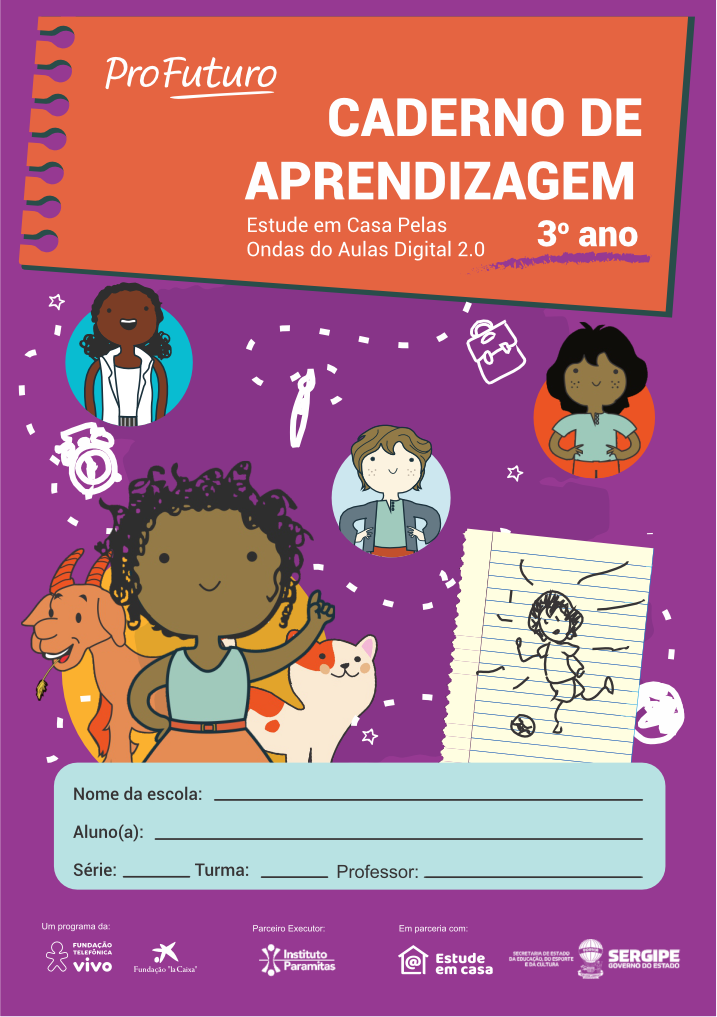 ProFuturo
CADERNO DE
APRENDIZAGEM
Estude em Casa Pelas
Ondas do Aulas Digital 2.0
3º ano
Nome da escola:
Aluno(a):
Série: Turma: Professor:
Um programa da:
Parceiro Executor:
Em parceria com:
FUNDAÇÃO
TELEFÔNICA
vivo
Fundação "la Caixa"
Instituto
Paramitas
Estude
em casa
SECRETARIA DE ESTADO
DA EDUCAÇÃO, DO ESPORTE
E DA CULTURA
SERGIPE
GOVERNO DO ESTADO